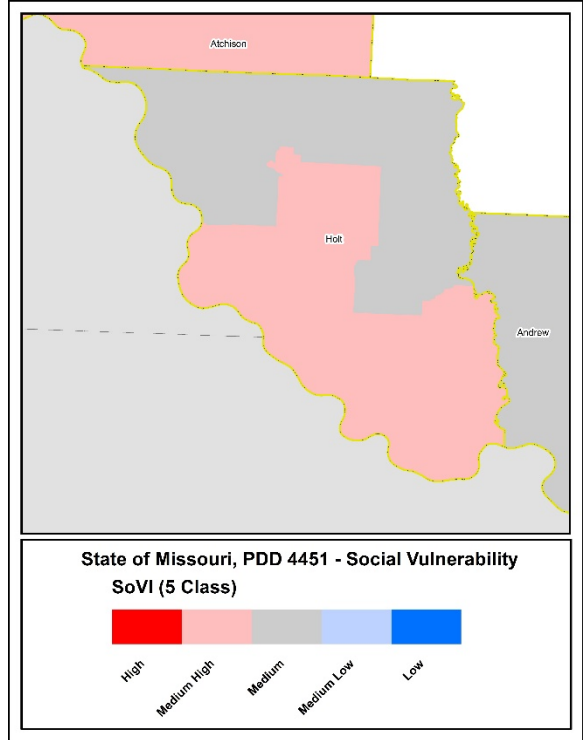 Atchison
Holt
Andrew
State of Missouri, PDD 4451 - Social Vulnerability
SoVI (5 Class)
High
Medium High
Medium
Medium Low
Low